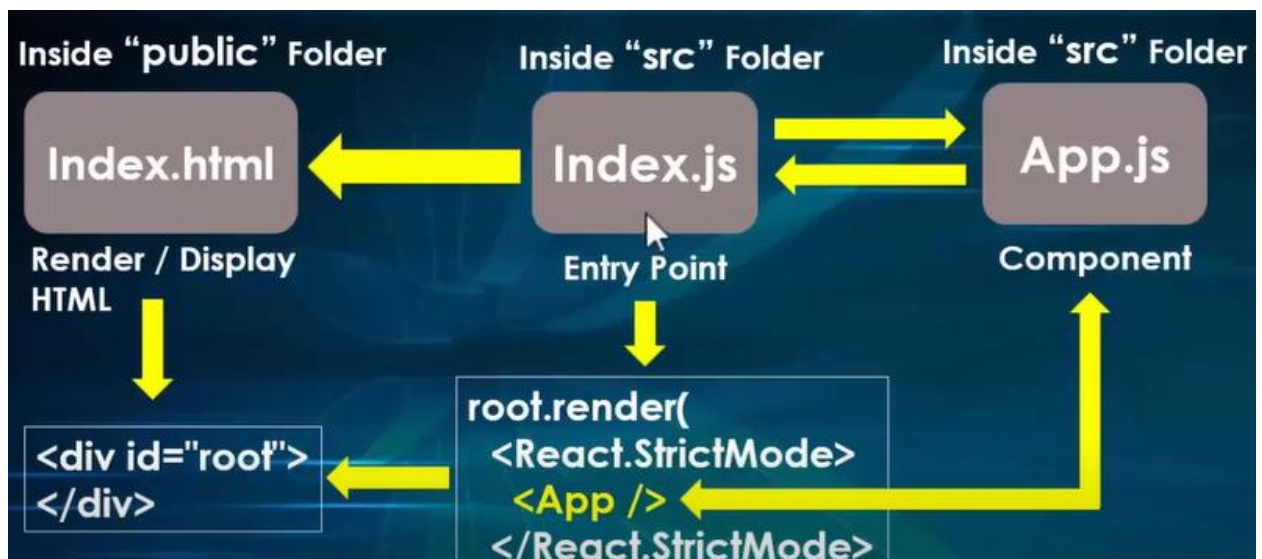 Inside “public” Folder
Inside “src” Folder
Inside “src” Folder
Index.html
Index.js
App.js
Render / Display
HTML
Entry Point
Component
<div id="root">
</div>
root.render(
<React.StrictMode>
<App />
</React.StrictMode>